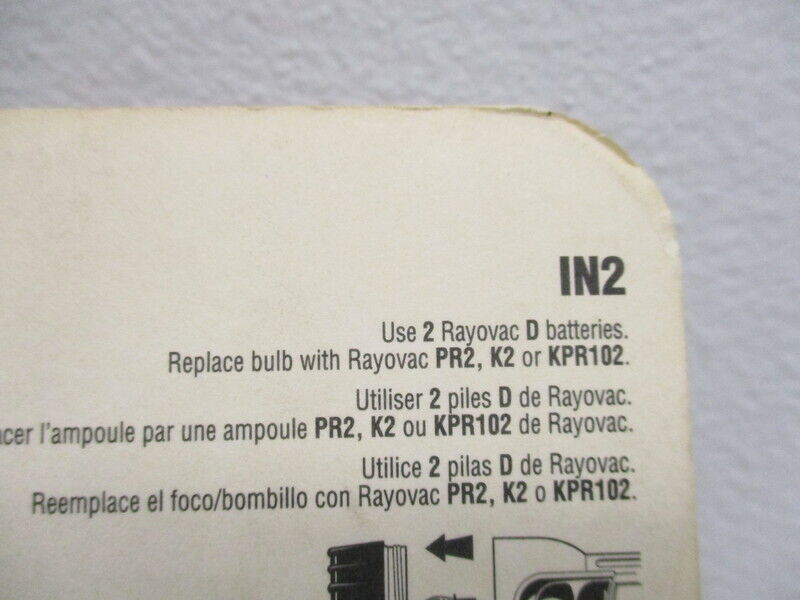 IN2
Use 2 Rayovac D batteries.
Replace bulb with Rayovac PR2, K2 or KPR102.
Utiliser 2 piles D de Rayovac.
l'ampoule par une ampoule PR2, K2 ou KPR102 de Rayovac.
Utilice 2 pilas D de Rayovac.
Reemplace el foco/bombillo con Rayovac PR2, K2 o KPR102.